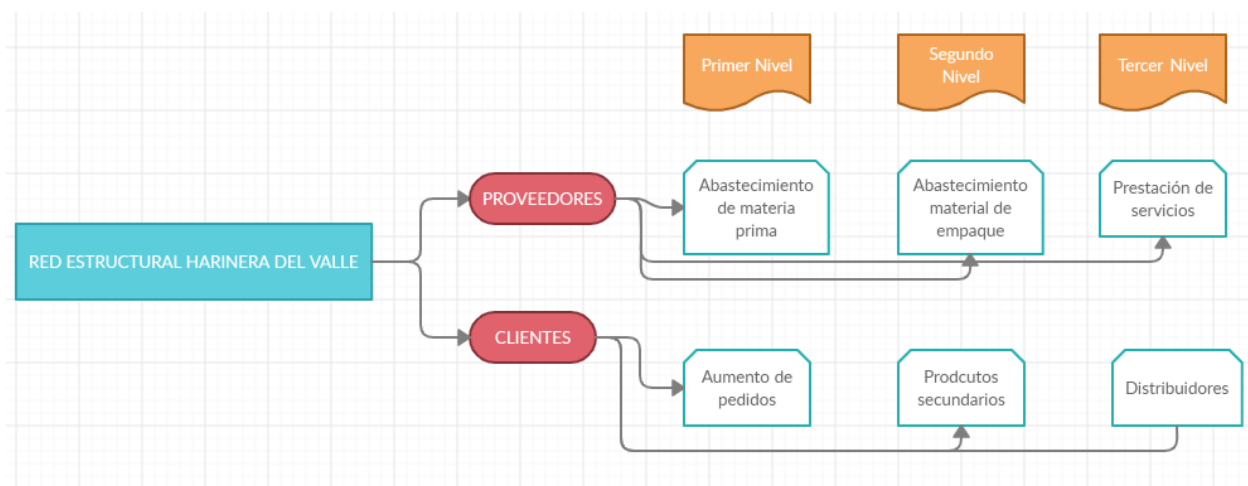 Primer Nivel
Segundo
Nivel
Tercer Nivel
PROVEEDORES
Abastecimiento
de materia
prima
Abastecimiento
material de
empaque
Prestación de
servicios
RED ESTRUCTURAL HARINERA DEL VALLE
CLIENTES
Aumento de
pedidos
Prodcutos
secundarios
Distribuidores